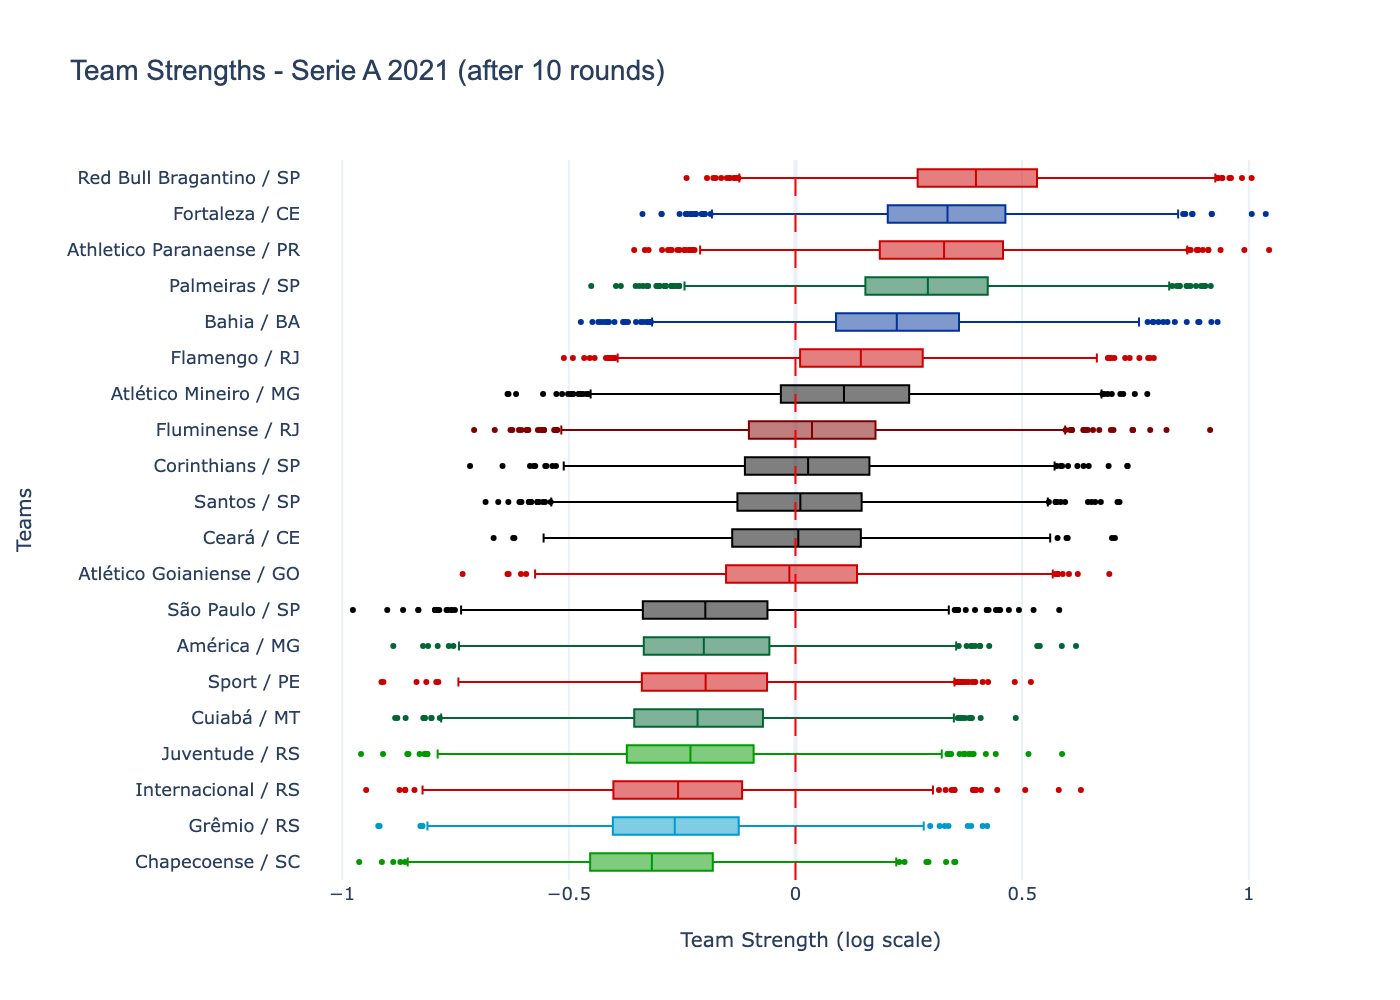 Team Strengths - Serie A 2021 (after 10 rounds)
Teams
Red Bull Bragantino / SP
Fortaleza / CE
Athletico Paranaense / PR
Palmeiras / SP
Bahia / BA
Flamengo / RJ
Atlético Mineiro / MG
Fluminense / RJ
Corinthians / SP
Santos / SP
Ceará / CE
Atlético Goianiense / GO
São Paulo / SP
América / MG
Sport / PE
Cuiabá / MT
Juventude / RS
Internacional / RS
Grêmio / RS
Chapecoense / SC
−1 −0.5 0 0.5 1
Team Strength (log scale)